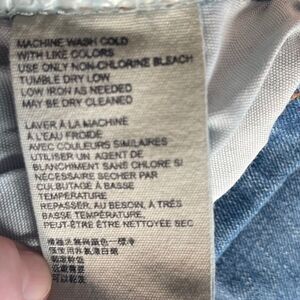 MACHINE WASH COLD
WITH LIKE COLORS
USE ONLY NON-CHLORINE BLEACH
TUMBLE DRY LOW
LOW IRON AS NEEDED
MAY BE DRY CLEANED
LAVER À LA MACHINE
À L'EAU FROIDE
AVEC COULEURS SIMILAIRES
UTILISER UN AGENT DE
BLANCHIMENT SANS CHLORE SI
NÉCESSAIRE SECHER PAR
CULBUTAGE À BASSE
TEMPÉRATURE
REPASSER, AU BESOIN, À TRÈS
BASSE TEMPÉRATURE,
PEUT-ÊTRE ÊTRE NETTOYÉE SEC